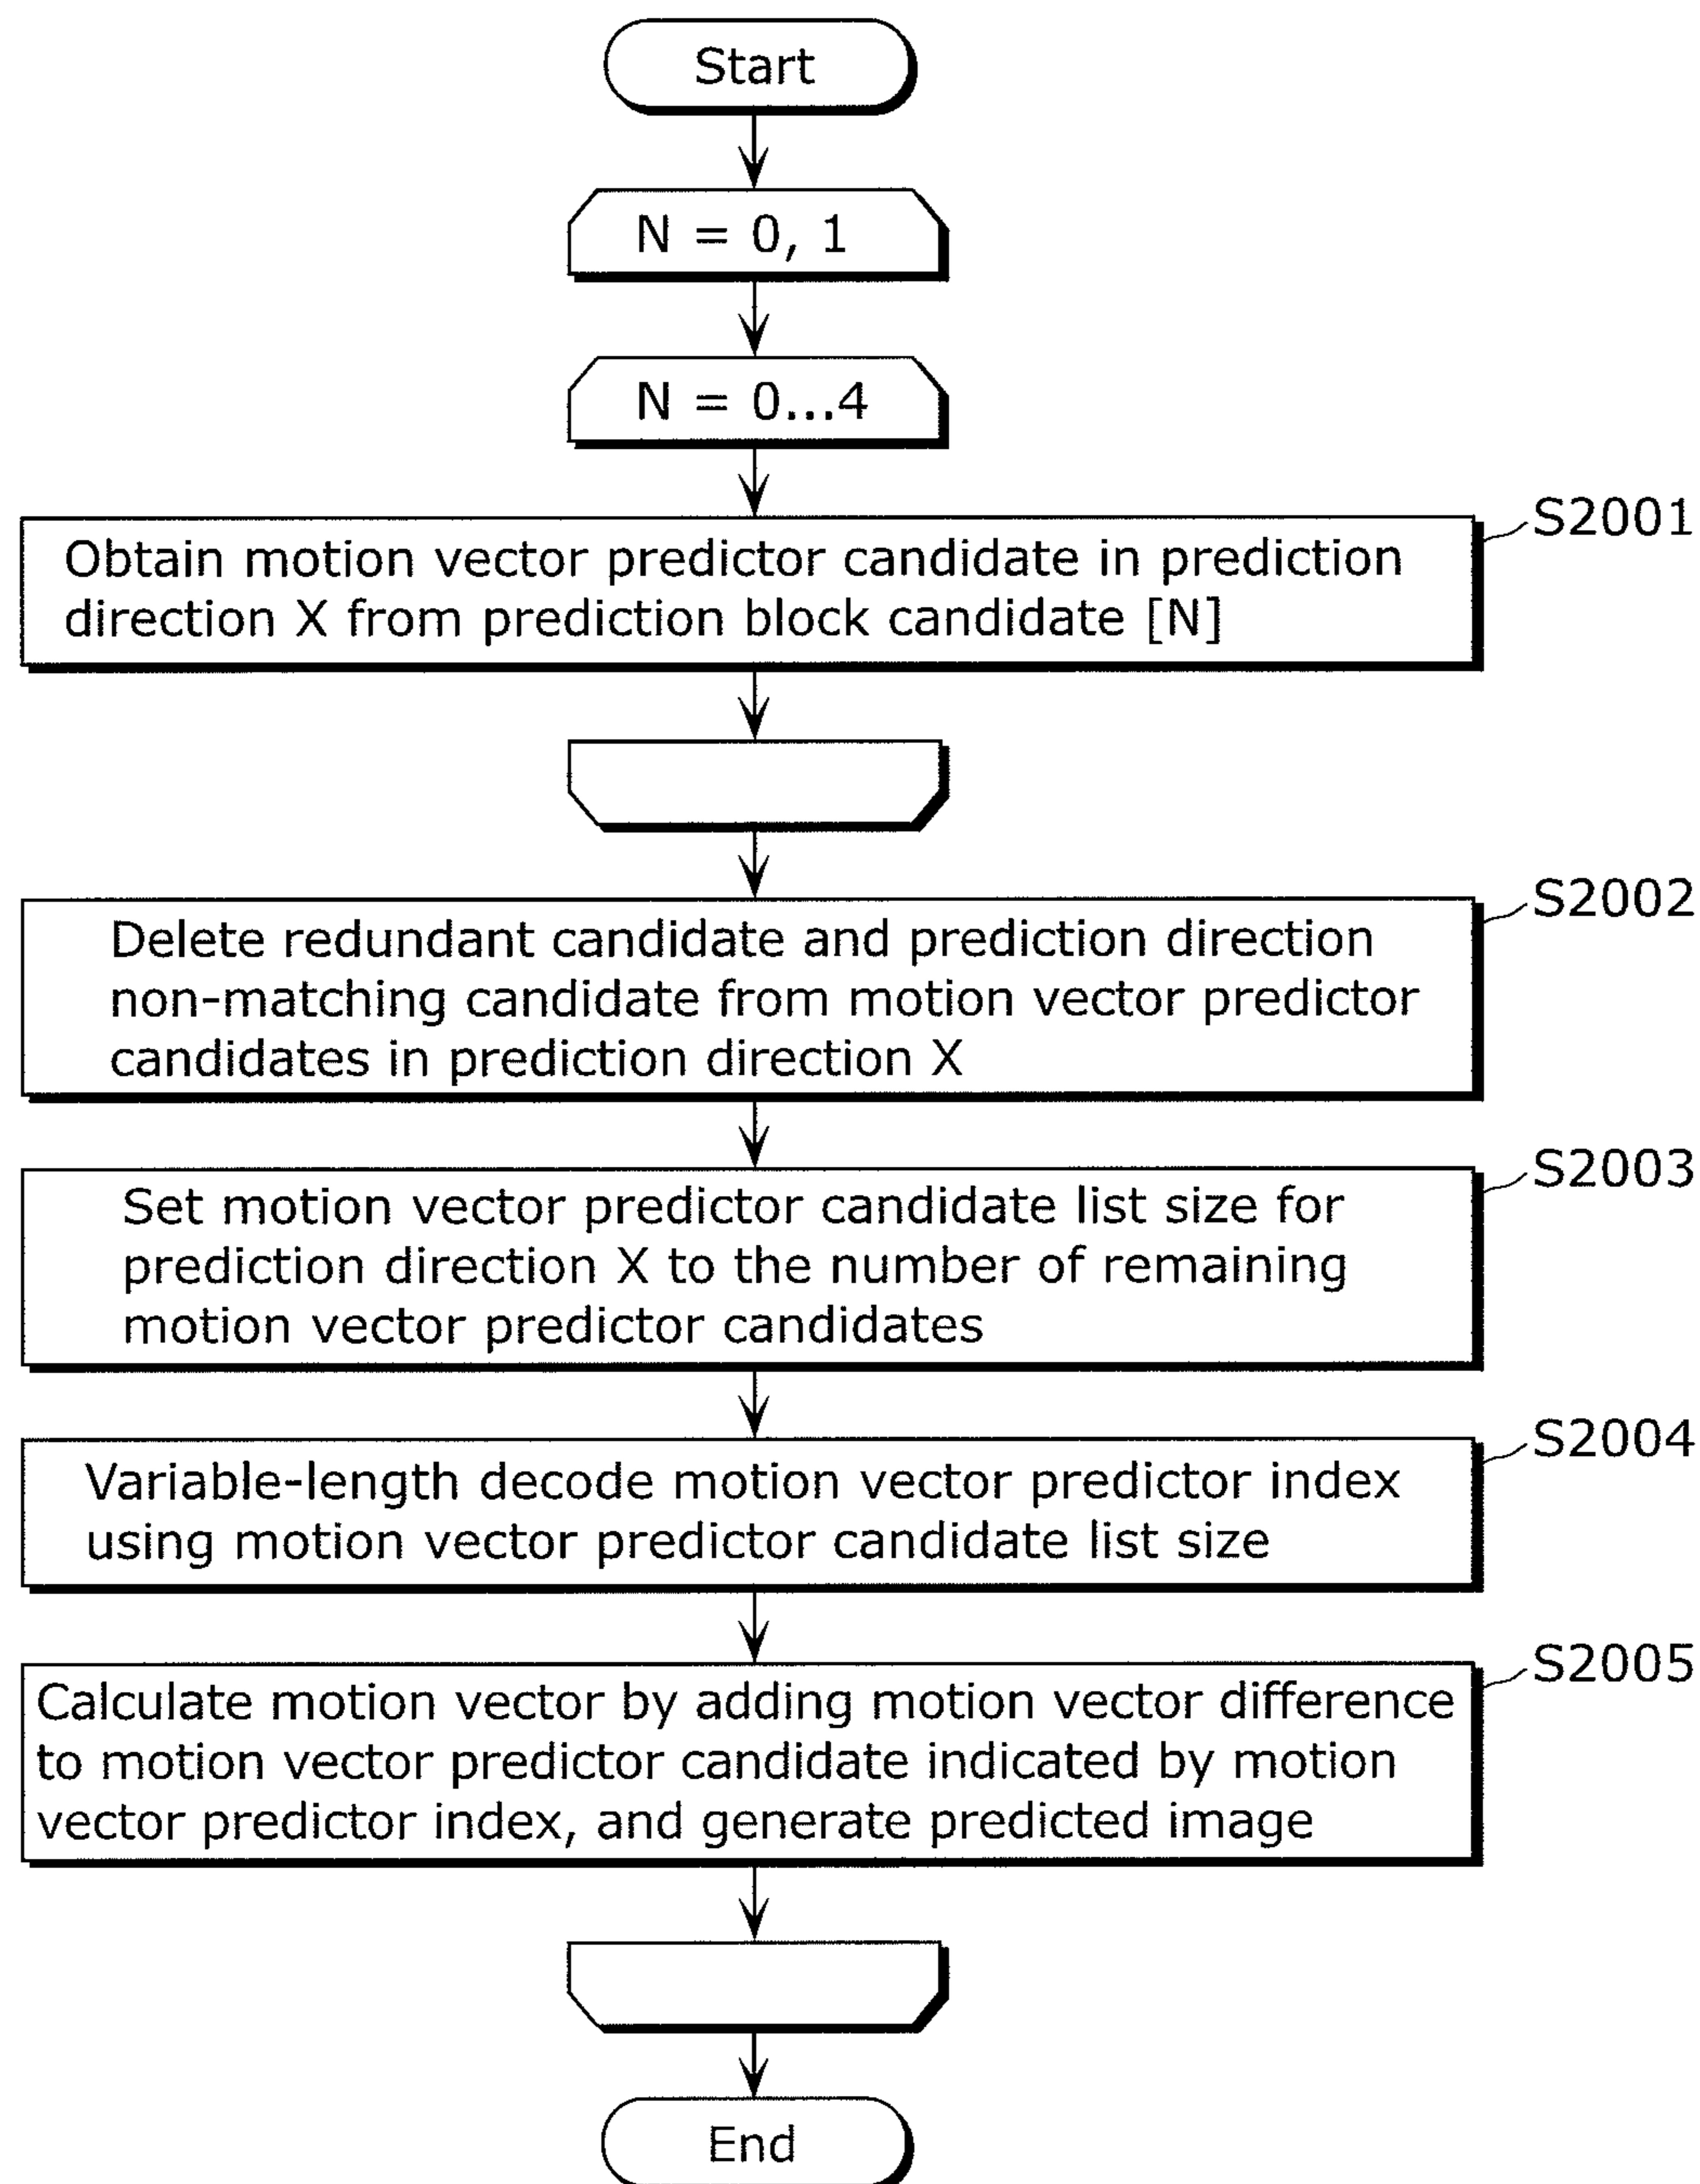 Start
N = 0, 1
N = 0...4
S2001
Obtain motion vector predictor candidate in prediction
direction X from prediction block candidate [N]
S2002
Delete redundant candidate and prediction direction
non-matching candidate from motion vector predictor
candidates in prediction direction X
S2003
Set motion vector predictor candidate list size for
prediction direction X to the number of remaining
motion vector predictor candidates
S2004
Variable-length decode motion vector predictor index
using motion vector predictor candidate list size
S2005
Calculate motion vector by adding motion vector difference
to motion vector predictor candidate indicated by motion
vector predictor index, and generate predicted image
End